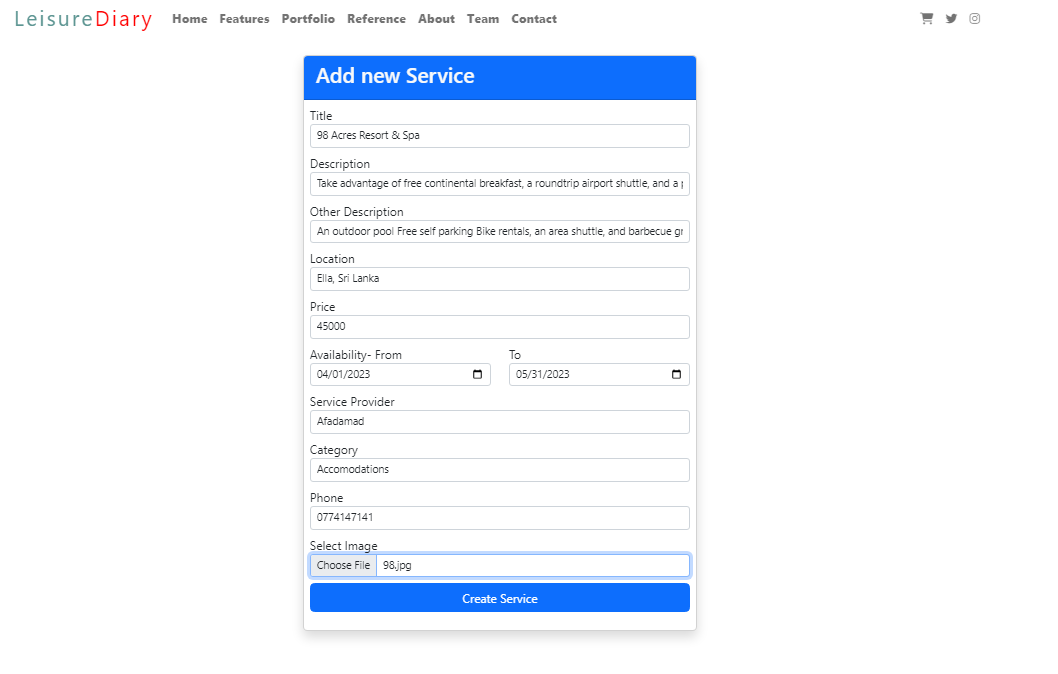 LeisureDiary Home Features Portfolio Reference About Team Contact
Add new Service
Title
98 Acres Resort & Spa
Description
Take advantage of free continental breakfast, a roundtrip airport shuttle, and a
Other Description
An outdoor pool Free self parking Bike rentals, an area shuttle, and barbecue
Location
Ella, Sri Lanka
Price
45000
Availability- From To
04/01/2023 05/31/2023
Service Provider
Afadamad
Category
Accomodations
Phone
0774147141
Select Image
Choose File 98.jpg
Create Service